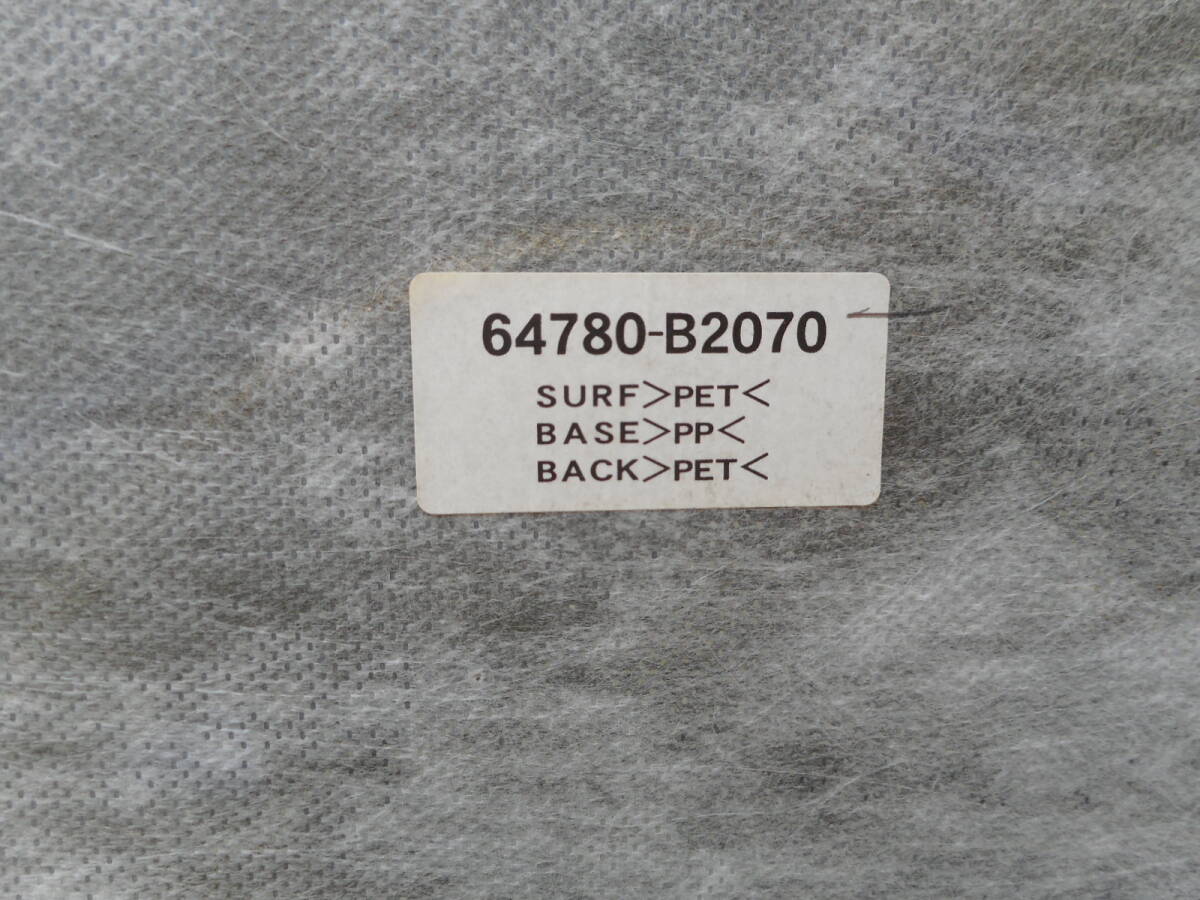 64780-B2070
SURF>PET<
BASE>PP<
BACK>PET<